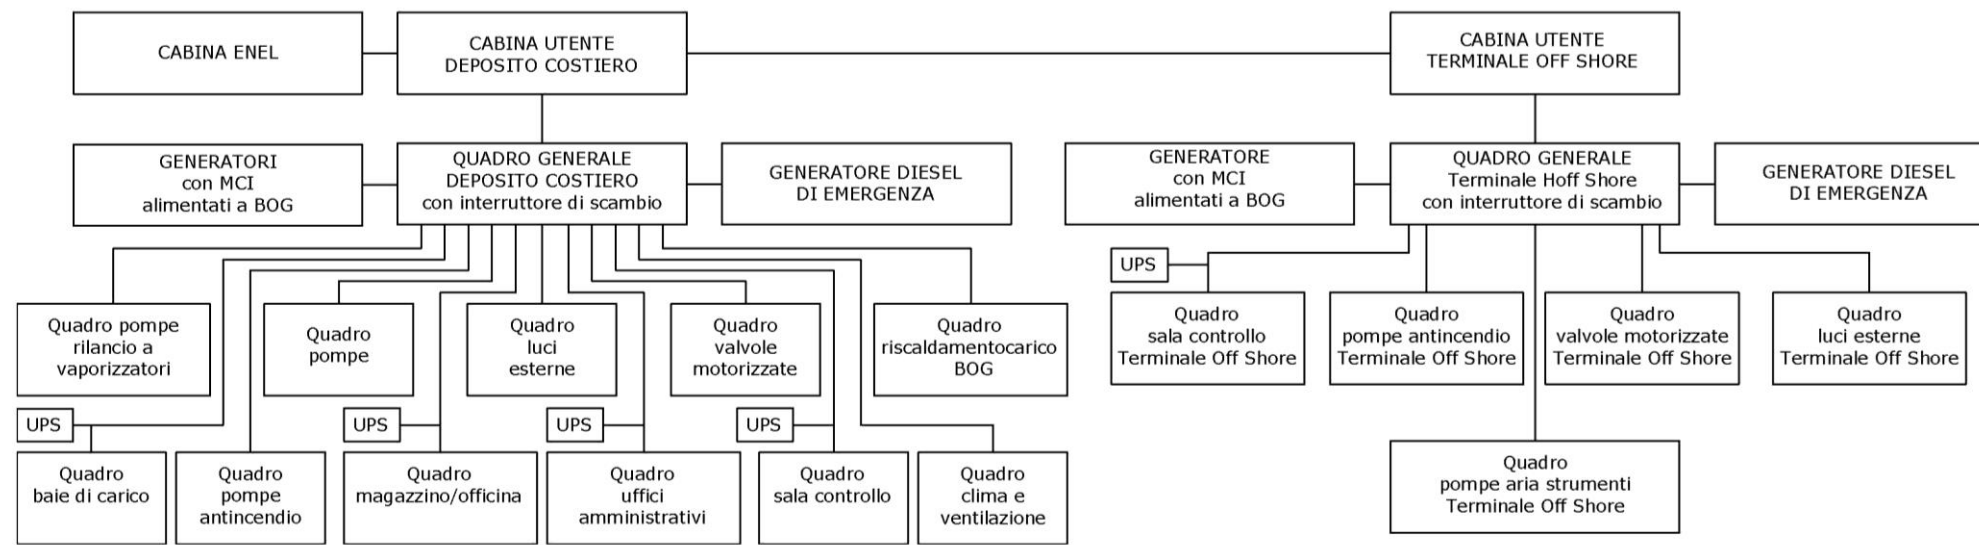 CABINA ENEL
CABINA UTENTE
DEPOSITO COSTIERO
CABINA UTENTE
TERMINALE OFF SHORE
GENERATORI
con MCI
alimentati a BOG
QUADRO GENERALE
DEPOSITO COSTIERO
con interruttore di scambio
GENERATORE DIESEL
DI EMERGENZA
GENERATORE
con MCI
alimentati a BOG
QUADRO GENERALE
Terminale Hoff Shore
con interruttore di scambio
GENERATORE DIESEL
DI EMERGENZA
UPS
Quadro pompe
rilancio a
vaporizzatori
Quadro
pompe
Quadro
luci
esterne
Quadro
valvole
motorizzate
Quadro
riscaldamentocarico
BOG
Quadro
sala controllo
Terminale Off Shore
Quadro
pompe antincendio
Terminale Off Shore
Quadro
valvole motorizzate
Terminale Off Shore
Quadro
luci esterne
Terminale Off Shore
UPS
UPS
UPS
UPS
Quadro
baie di carico
Quadro
pompe
antincendio
Quadro
magazzino/officina
Quadro
uffici
amministrativi
Quadro
sala controllo
Quadro
clima e
ventilazione
Quadro
pompe aria strumenti
Terminale Off Shore